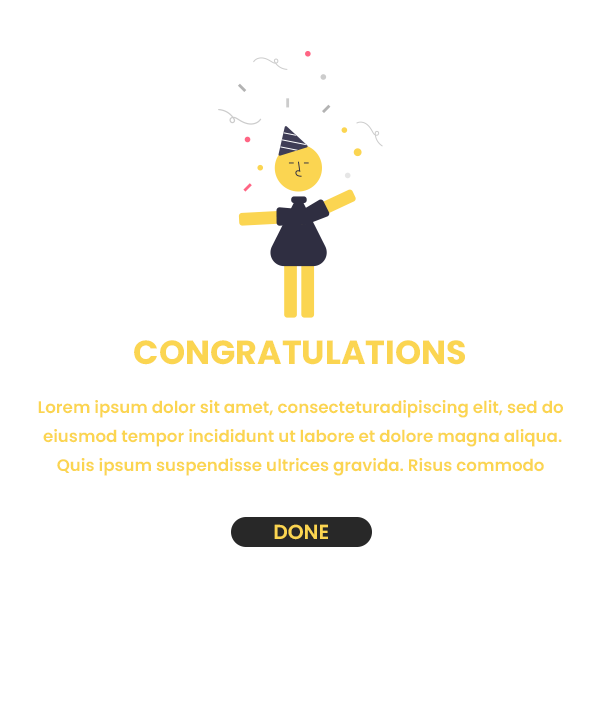 CONGRATULATIONS
Lorem ipsum dolor sit amet, consecteturadipiscing elit, sed do
eiusmod tempor incididunt ut labore et dolore magna aliqua.
Quis ipsum suspendisse ultrices gravida. Risus commodo
DONE